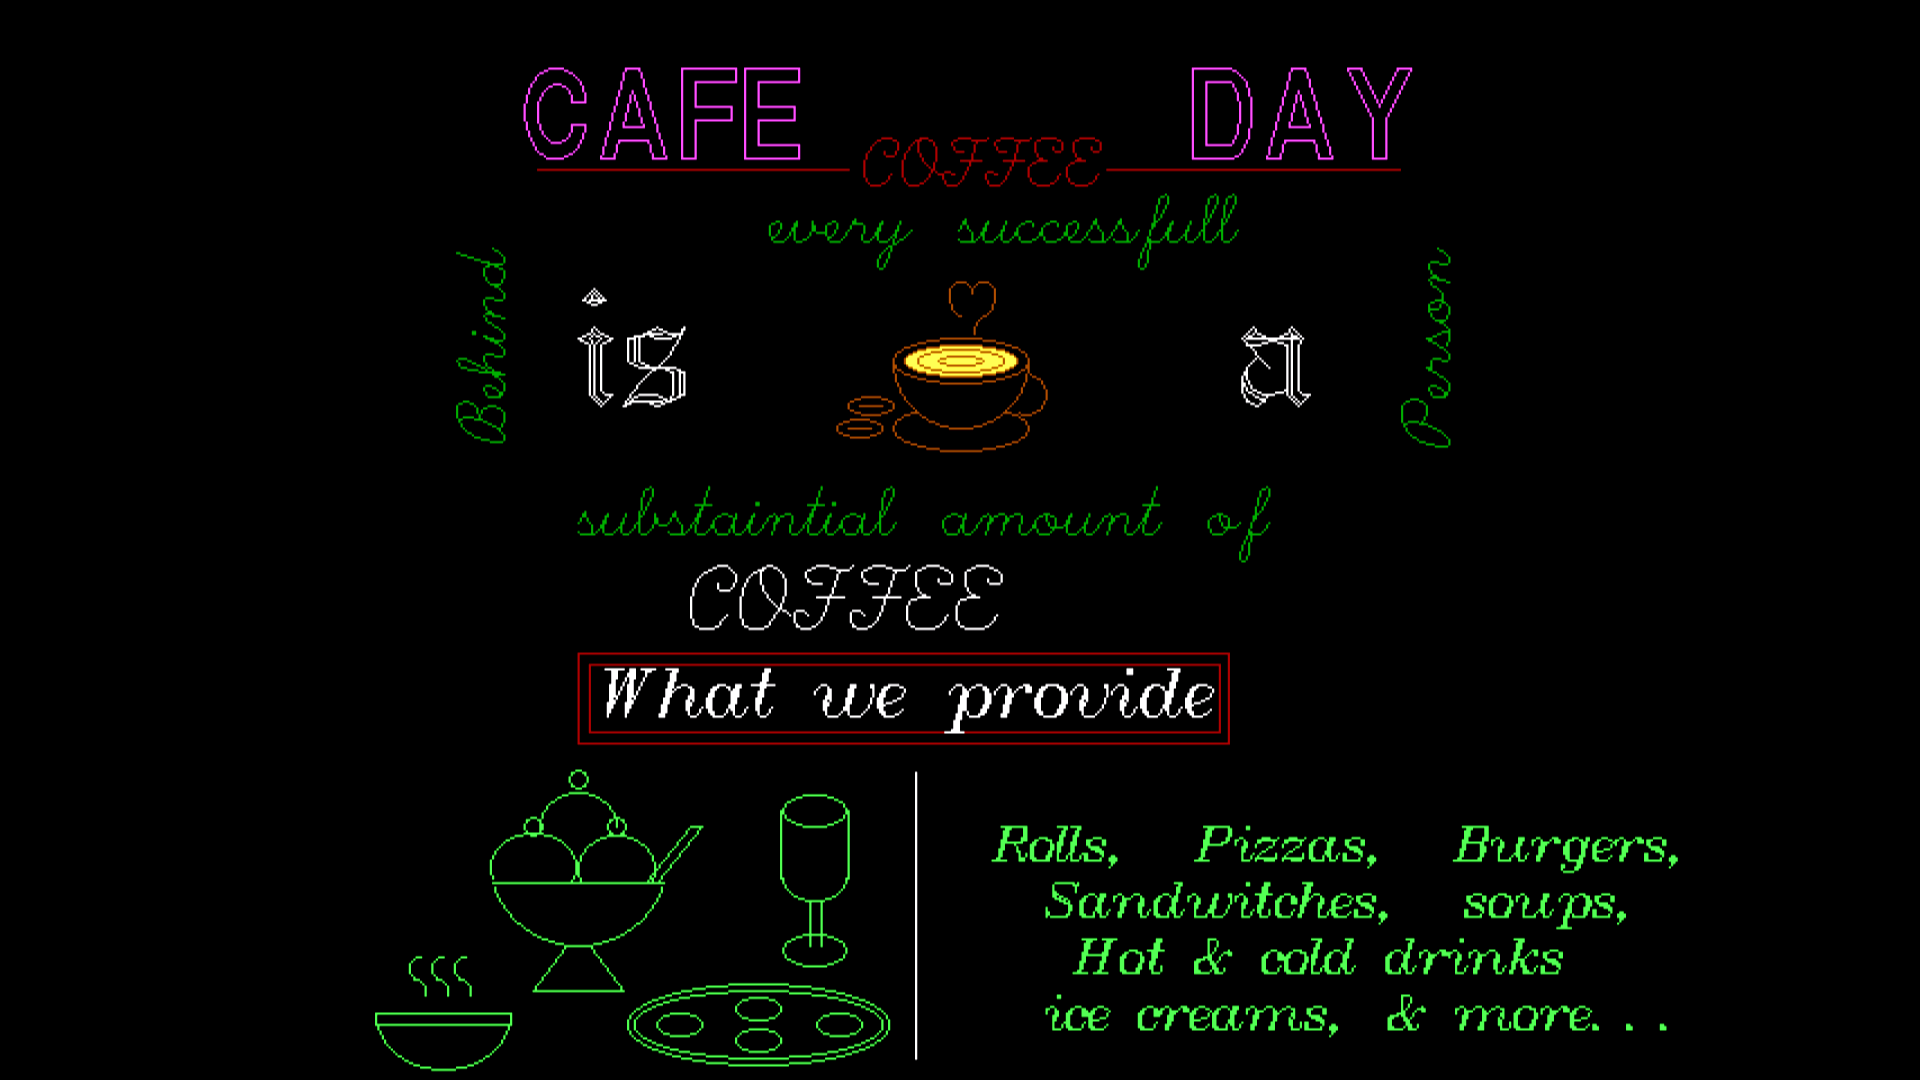 CAFE COFFEE DAY
Behind
every successfull
Person
is a
substaintial amount of
COFFEE
What we provide
Rolls, Pizzas, Burgers,
Sandwitches, soups,
Hot & cold drinks
ice creams, & more...